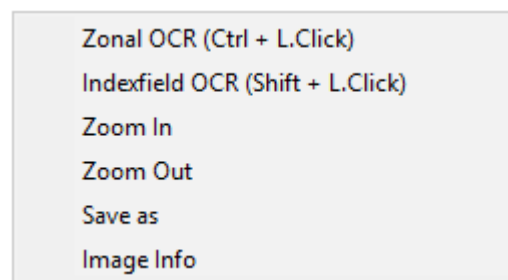 Zonal OCR (Ctrl + L.Click)
Indexfield OCR (Shift + L.Click)
Zoom In
Zoom Out
Save as
Image Info